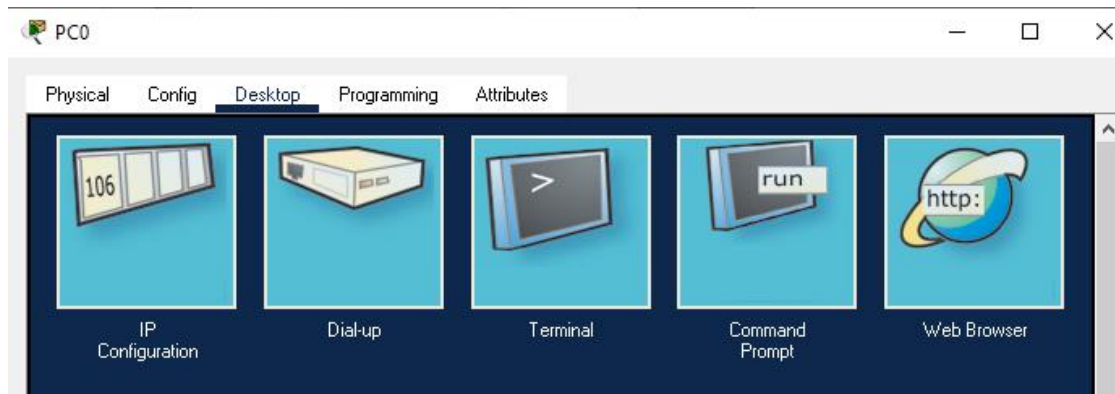 PC0
Physical Config Desktop Programming Attributes
106
>
run
http:
IP
Configuration
Dial-up
Terminal
Command
Prompt
Web Browser